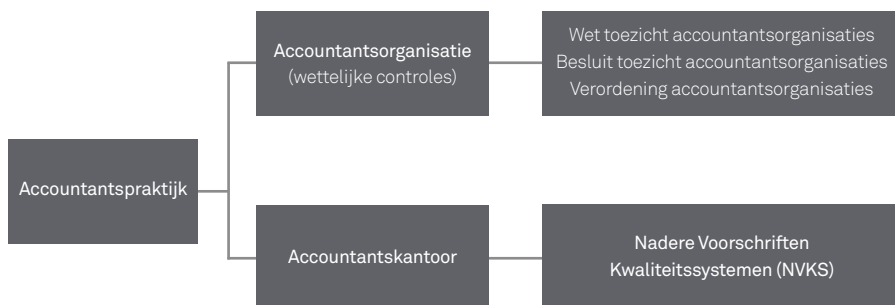 Accountantspraktijk
Accountantsorganisatie
(wettelijke controles)
Wet toezicht accountantsorganisaties
Besluit toezicht accountantsorganisaties
Verordening accountantsorganisaties
Accountantskantoor
Nadere Voorschriften
Kwaliteitssystemen (NVKS)